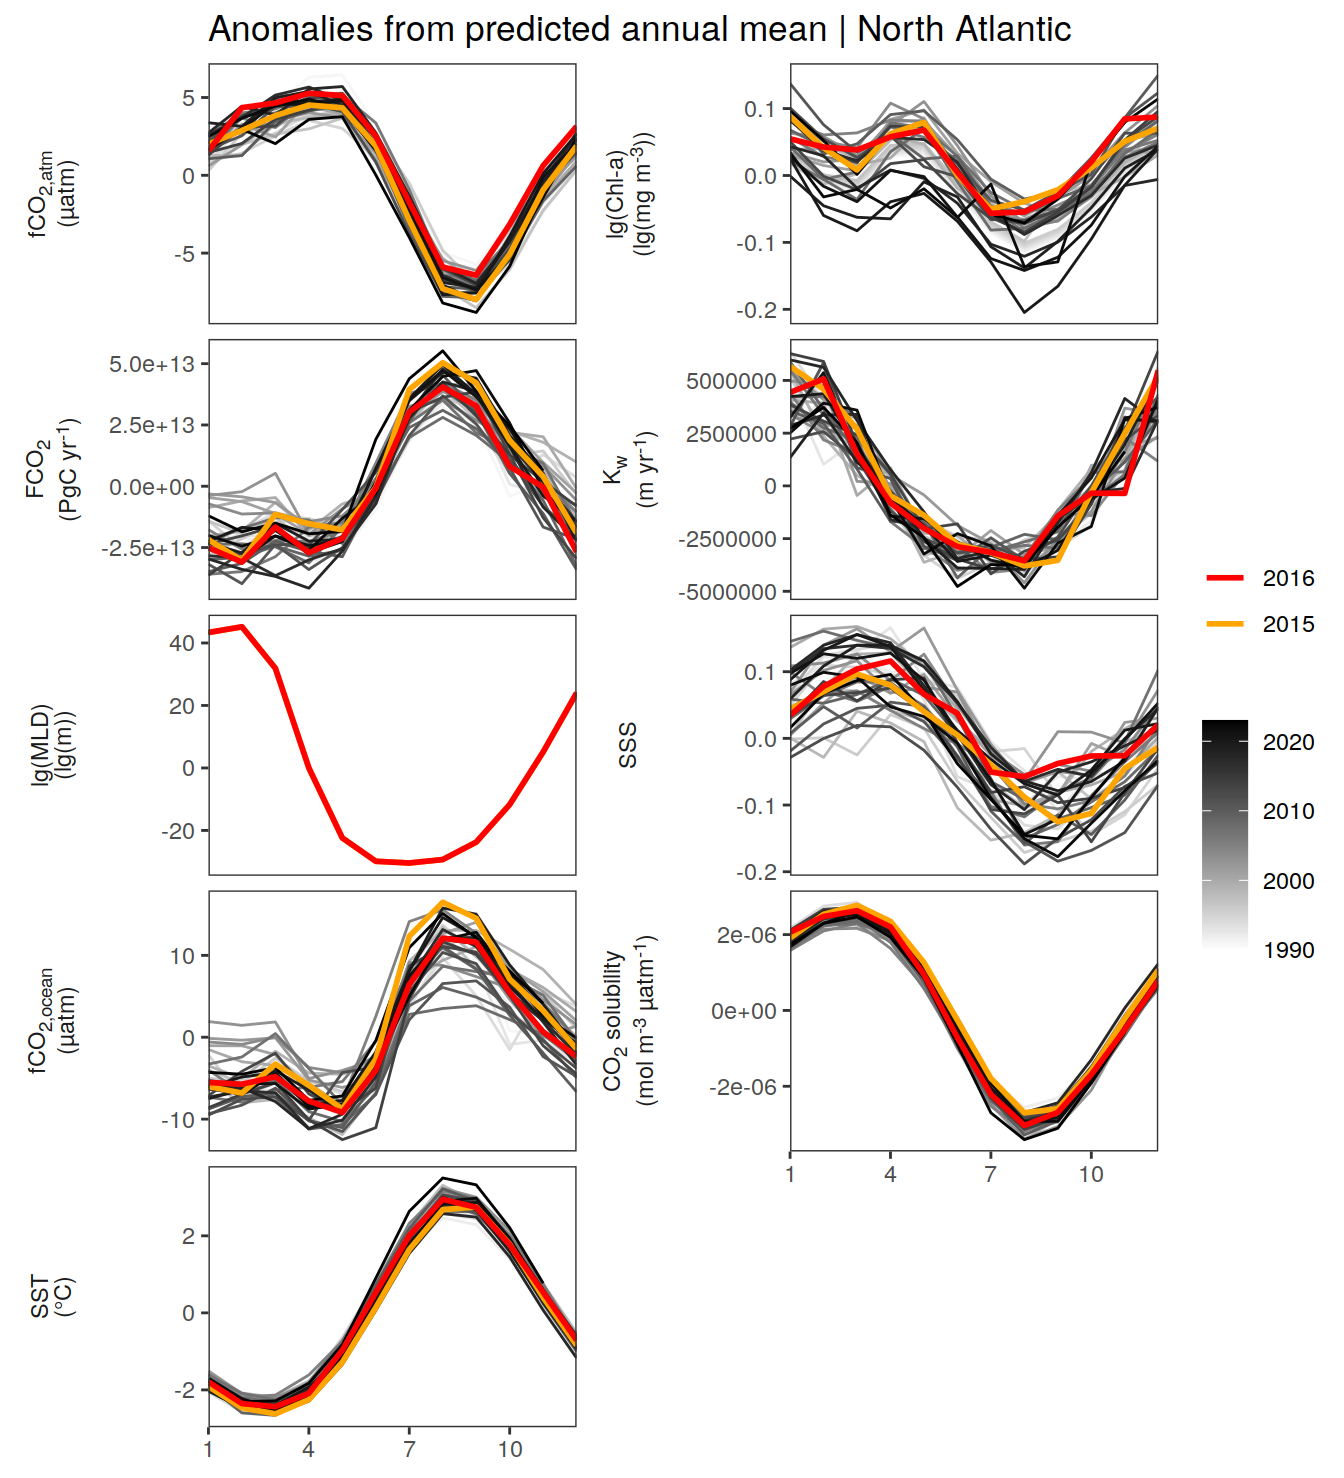 Anomalies from predicted annual mean | North Atlantic
fCO2,atm
(µatm)
5
0
-5
lg(Chl-a)
(lg(mg m-3))
0.1
0.0
-0.1
-0.2
FCO2
(PgC yr-1)
5.0e+13
2.5e+13
0.0e+00
-2.5e+13
Kw
(m yr-1)
5000000
2500000
0
-2500000
-5000000
lg(MLD)
(lg(m))
40
20
0
-20
SSS
0.1
0.0
-0.1
-0.2
fCO2,ocean
(µatm)
10
0
-10
CO2 solubility
(mol m-3 µatm-1)
2e-06
0e+00
-2e-06
1 4 7 10
SST
(°C)
2
0
-2
1 4 7 10
2016
2015
2020
2010
2000
1990